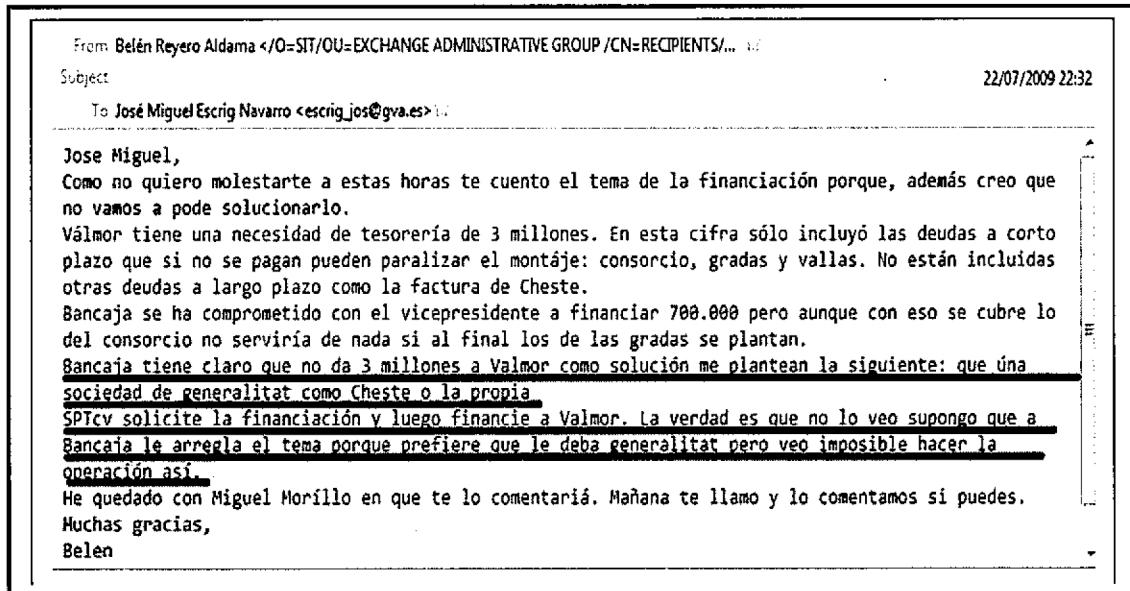 From Belén Reyero Aldama </O=SIT/OU=EXCHANGE ADMINISTRATIVE GROUP /CN=RECIPIENTS/...
Subject
22/07/2009 22:32
To José Miguel Escrig Navarro <escrig_jos@gva.es>
Jose Miguel,
Como no quiero molestarte a estas horas te cuento el tema de la financiación porque, además creo que
no vamos a pode solucionarlo.
Válmor tiene una necesidad de tesorería de 3 millones. En esta cifra sólo incluyó las deudas a corto
plazo que si no se pagan pueden paralizar el montáje: consorcio, gradas y vallas. No están incluidas
otras deudas a largo plazo como la factura de Cheste.
Bancaja se ha comprometido con el vicepresidente a financiar 700.000 pero aunque con eso se cubre lo
del consorcio no serviría de nada si al final los de las gradas se plantan.
Bancaja tiene claro que no da 3 millones a Valmor como solución me plantean la siguiente: que úna
sociedad de generalitat como Cheste o la propia
SPTcv solicite la financiación y luego financie a Valmor. La verdad es que no lo veo supongo que a
Bancaja le arregla el tema porque prefiere que le deba generalitat pero veo imposible hacer la
operación así.
He quedado con Miguel Moríllo en que te lo comentariá. Mañana te llamo y lo comentamos si puedes.
Muchas gracias,
Belen